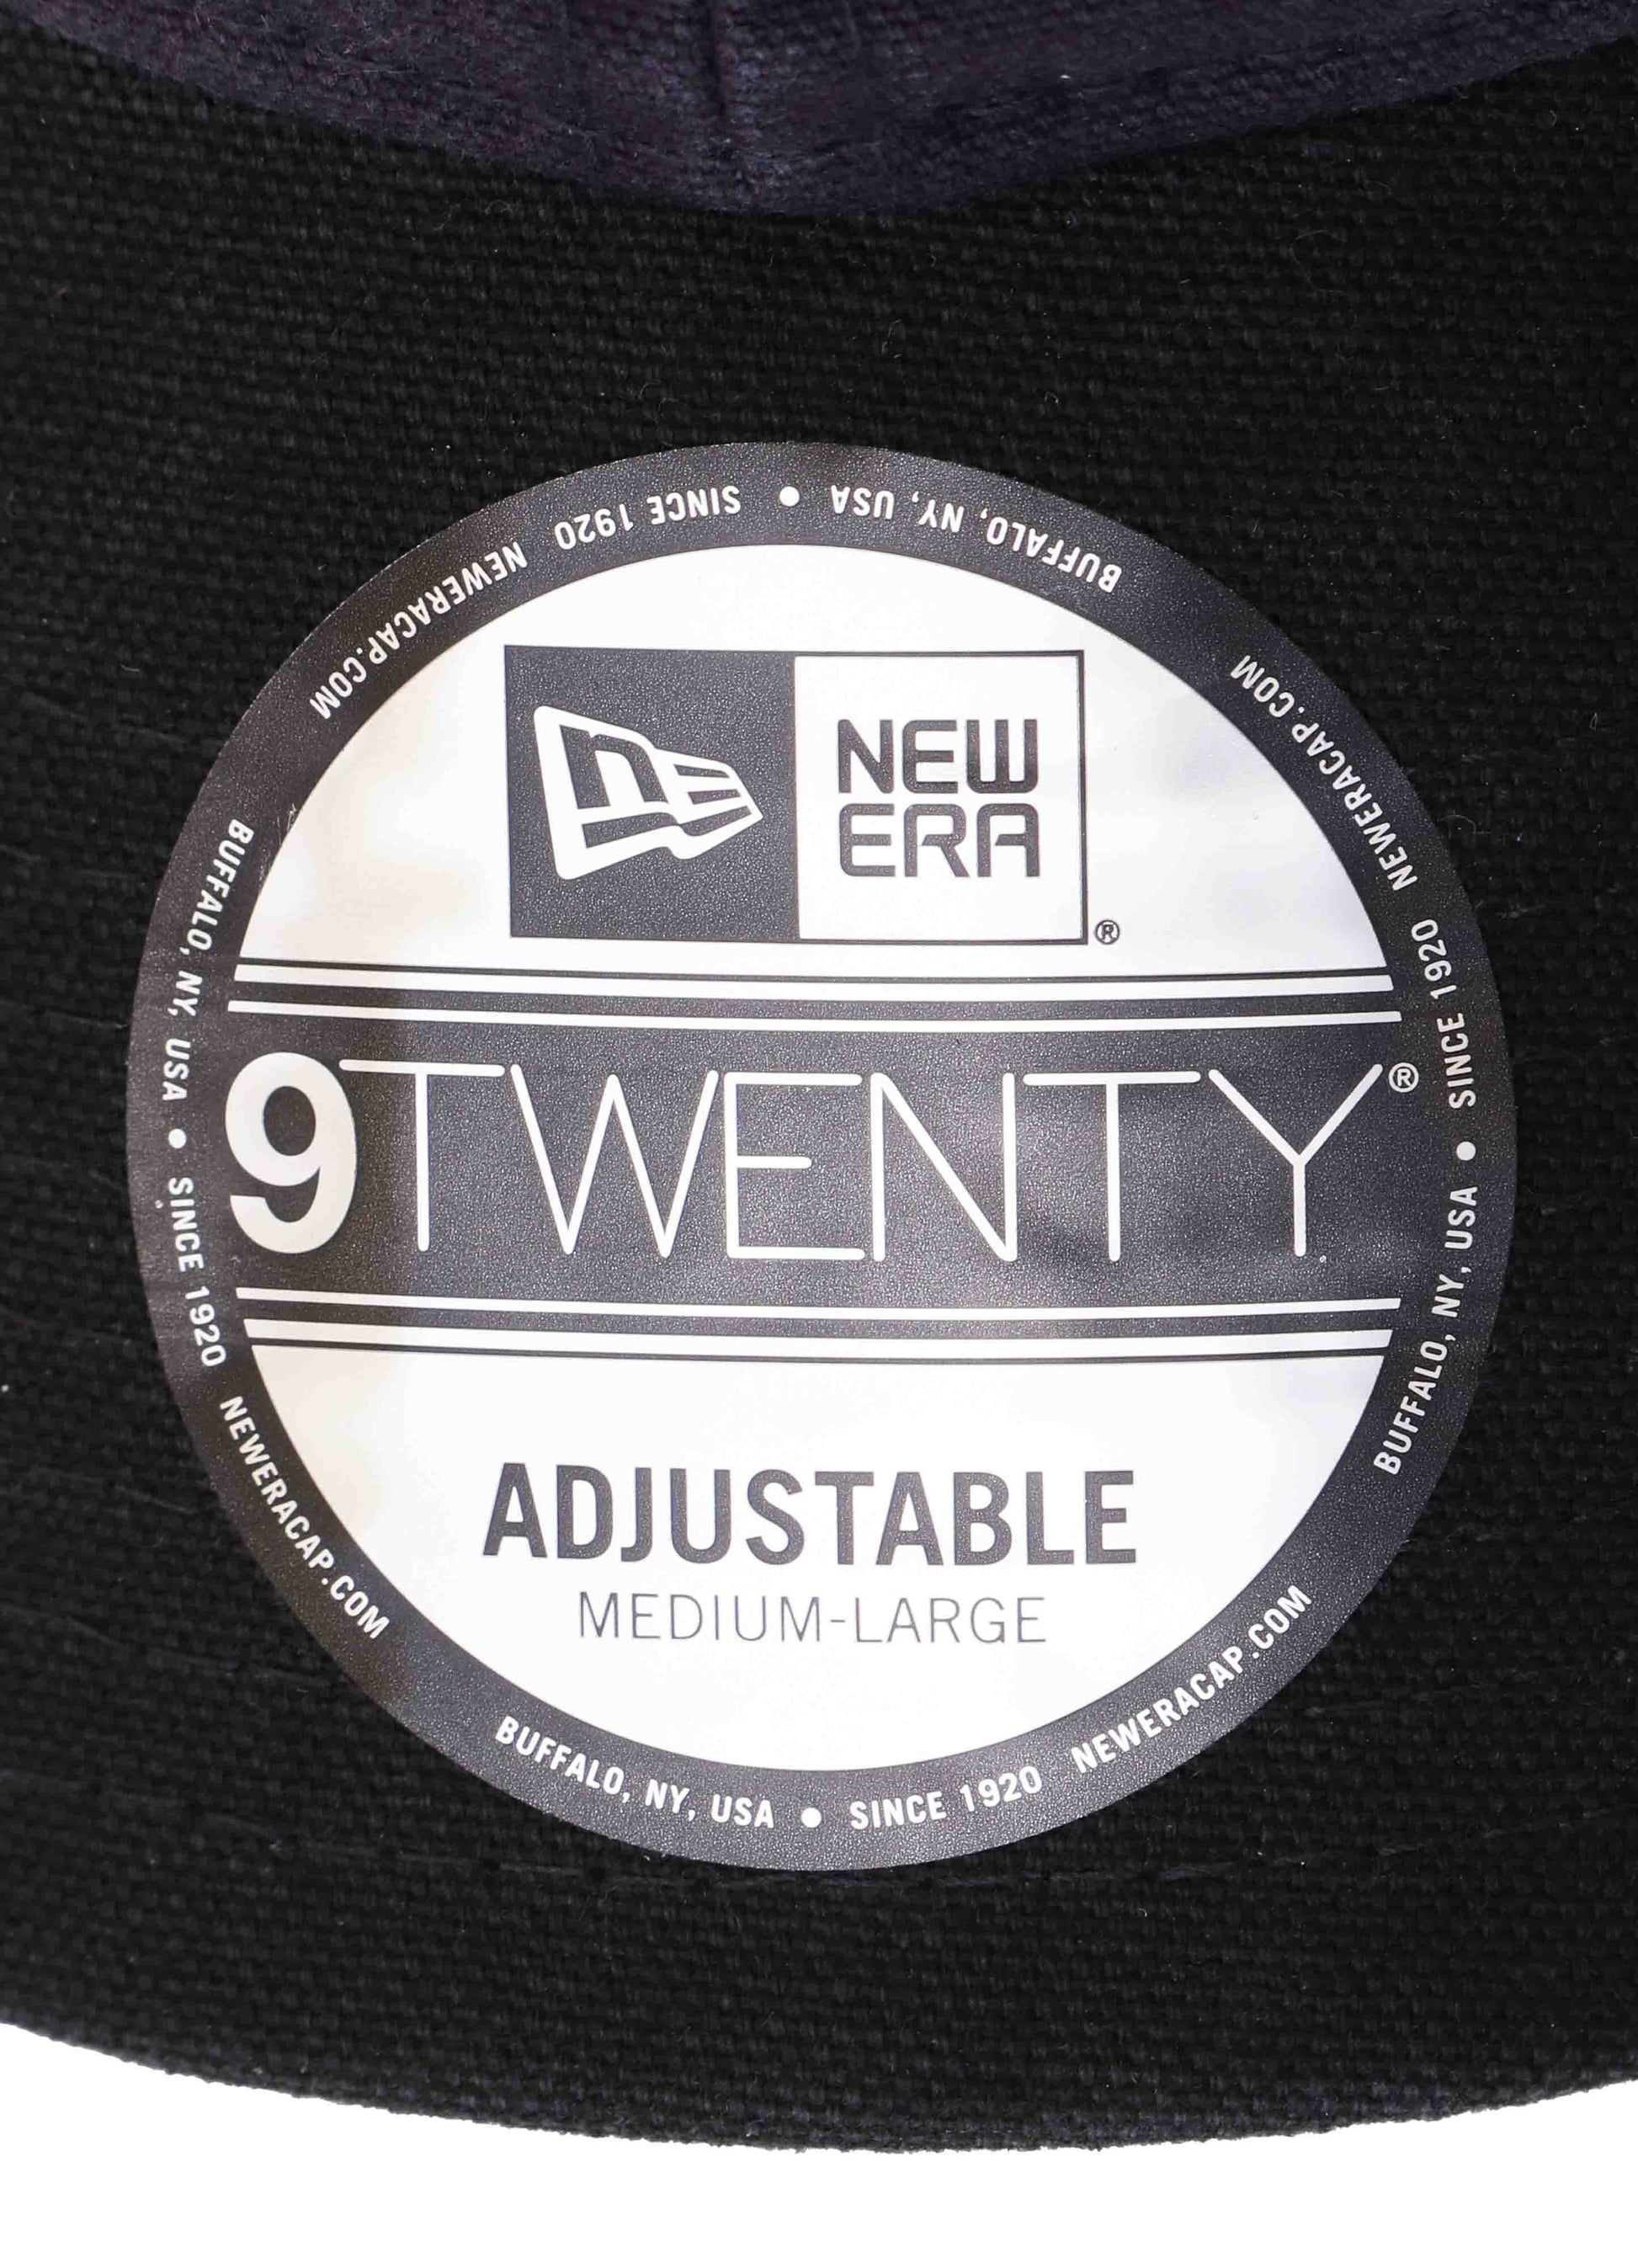 NEW
ERA
®
9TWENTY®
ADJUSTABLE
MEDIUM-LARGE
BUFFALO, NY, USA • SINCE 1920 NEWERACAP.COM
BUFFALO, NY, USA • SINCE 1920 NEWERACAP.COM
BUFFALO, NY, USA • SINCE 1920 NEWERACAP.COM
BUFFALO, NY, USA • SINCE 1920 NEWERACAP.COM